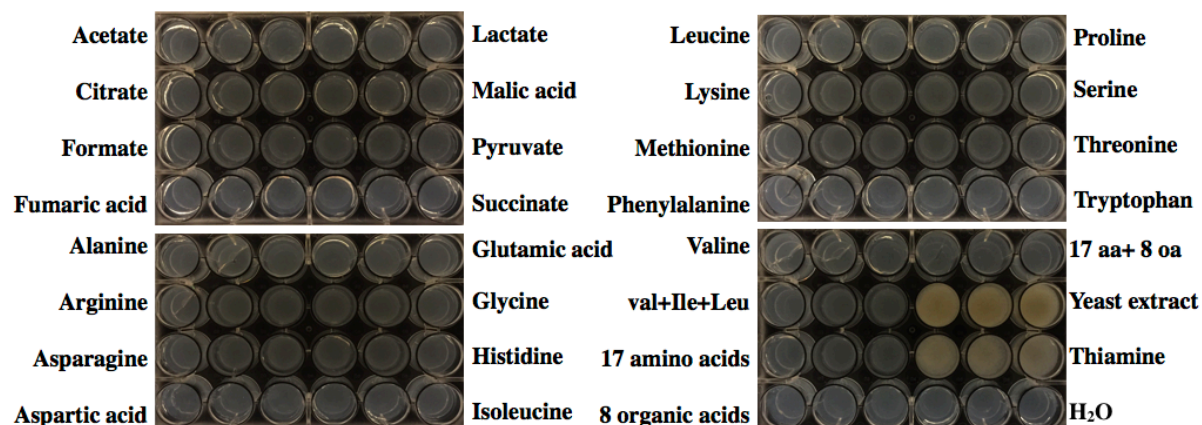 Acetate
Lactate
Citrate
Malic acid
Formate
Pyruvate
Fumaric acid
Succinate
Leucine
Proline
Lysine
Serine
Methionine
Threonine
Phenylalanine
Tryptophan
Alanine
Glutamic acid
Arginine
Glycine
Asparagine
Histidine
Aspartic acid
Isoleucine
Valine
17 aa+ 8 oa
val+Ile+Leu
Yeast extract
17 amino acids
Thiamine
8 organic acids
H₂O